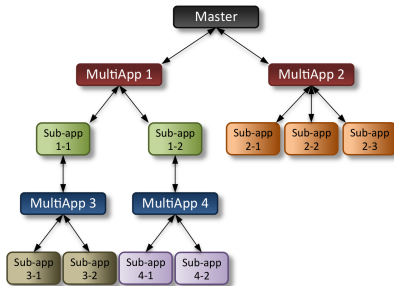 Master
MultiApp 1
MultiApp 2
Sub-app
1-1
Sub-app
1-2
Sub-app
2-1
Sub-app
2-2
Sub-app
2-3
MultiApp 3
MultiApp 4
Sub-app
3-1
Sub-app
3-2
Sub-app
4-1
Sub-app
4-2